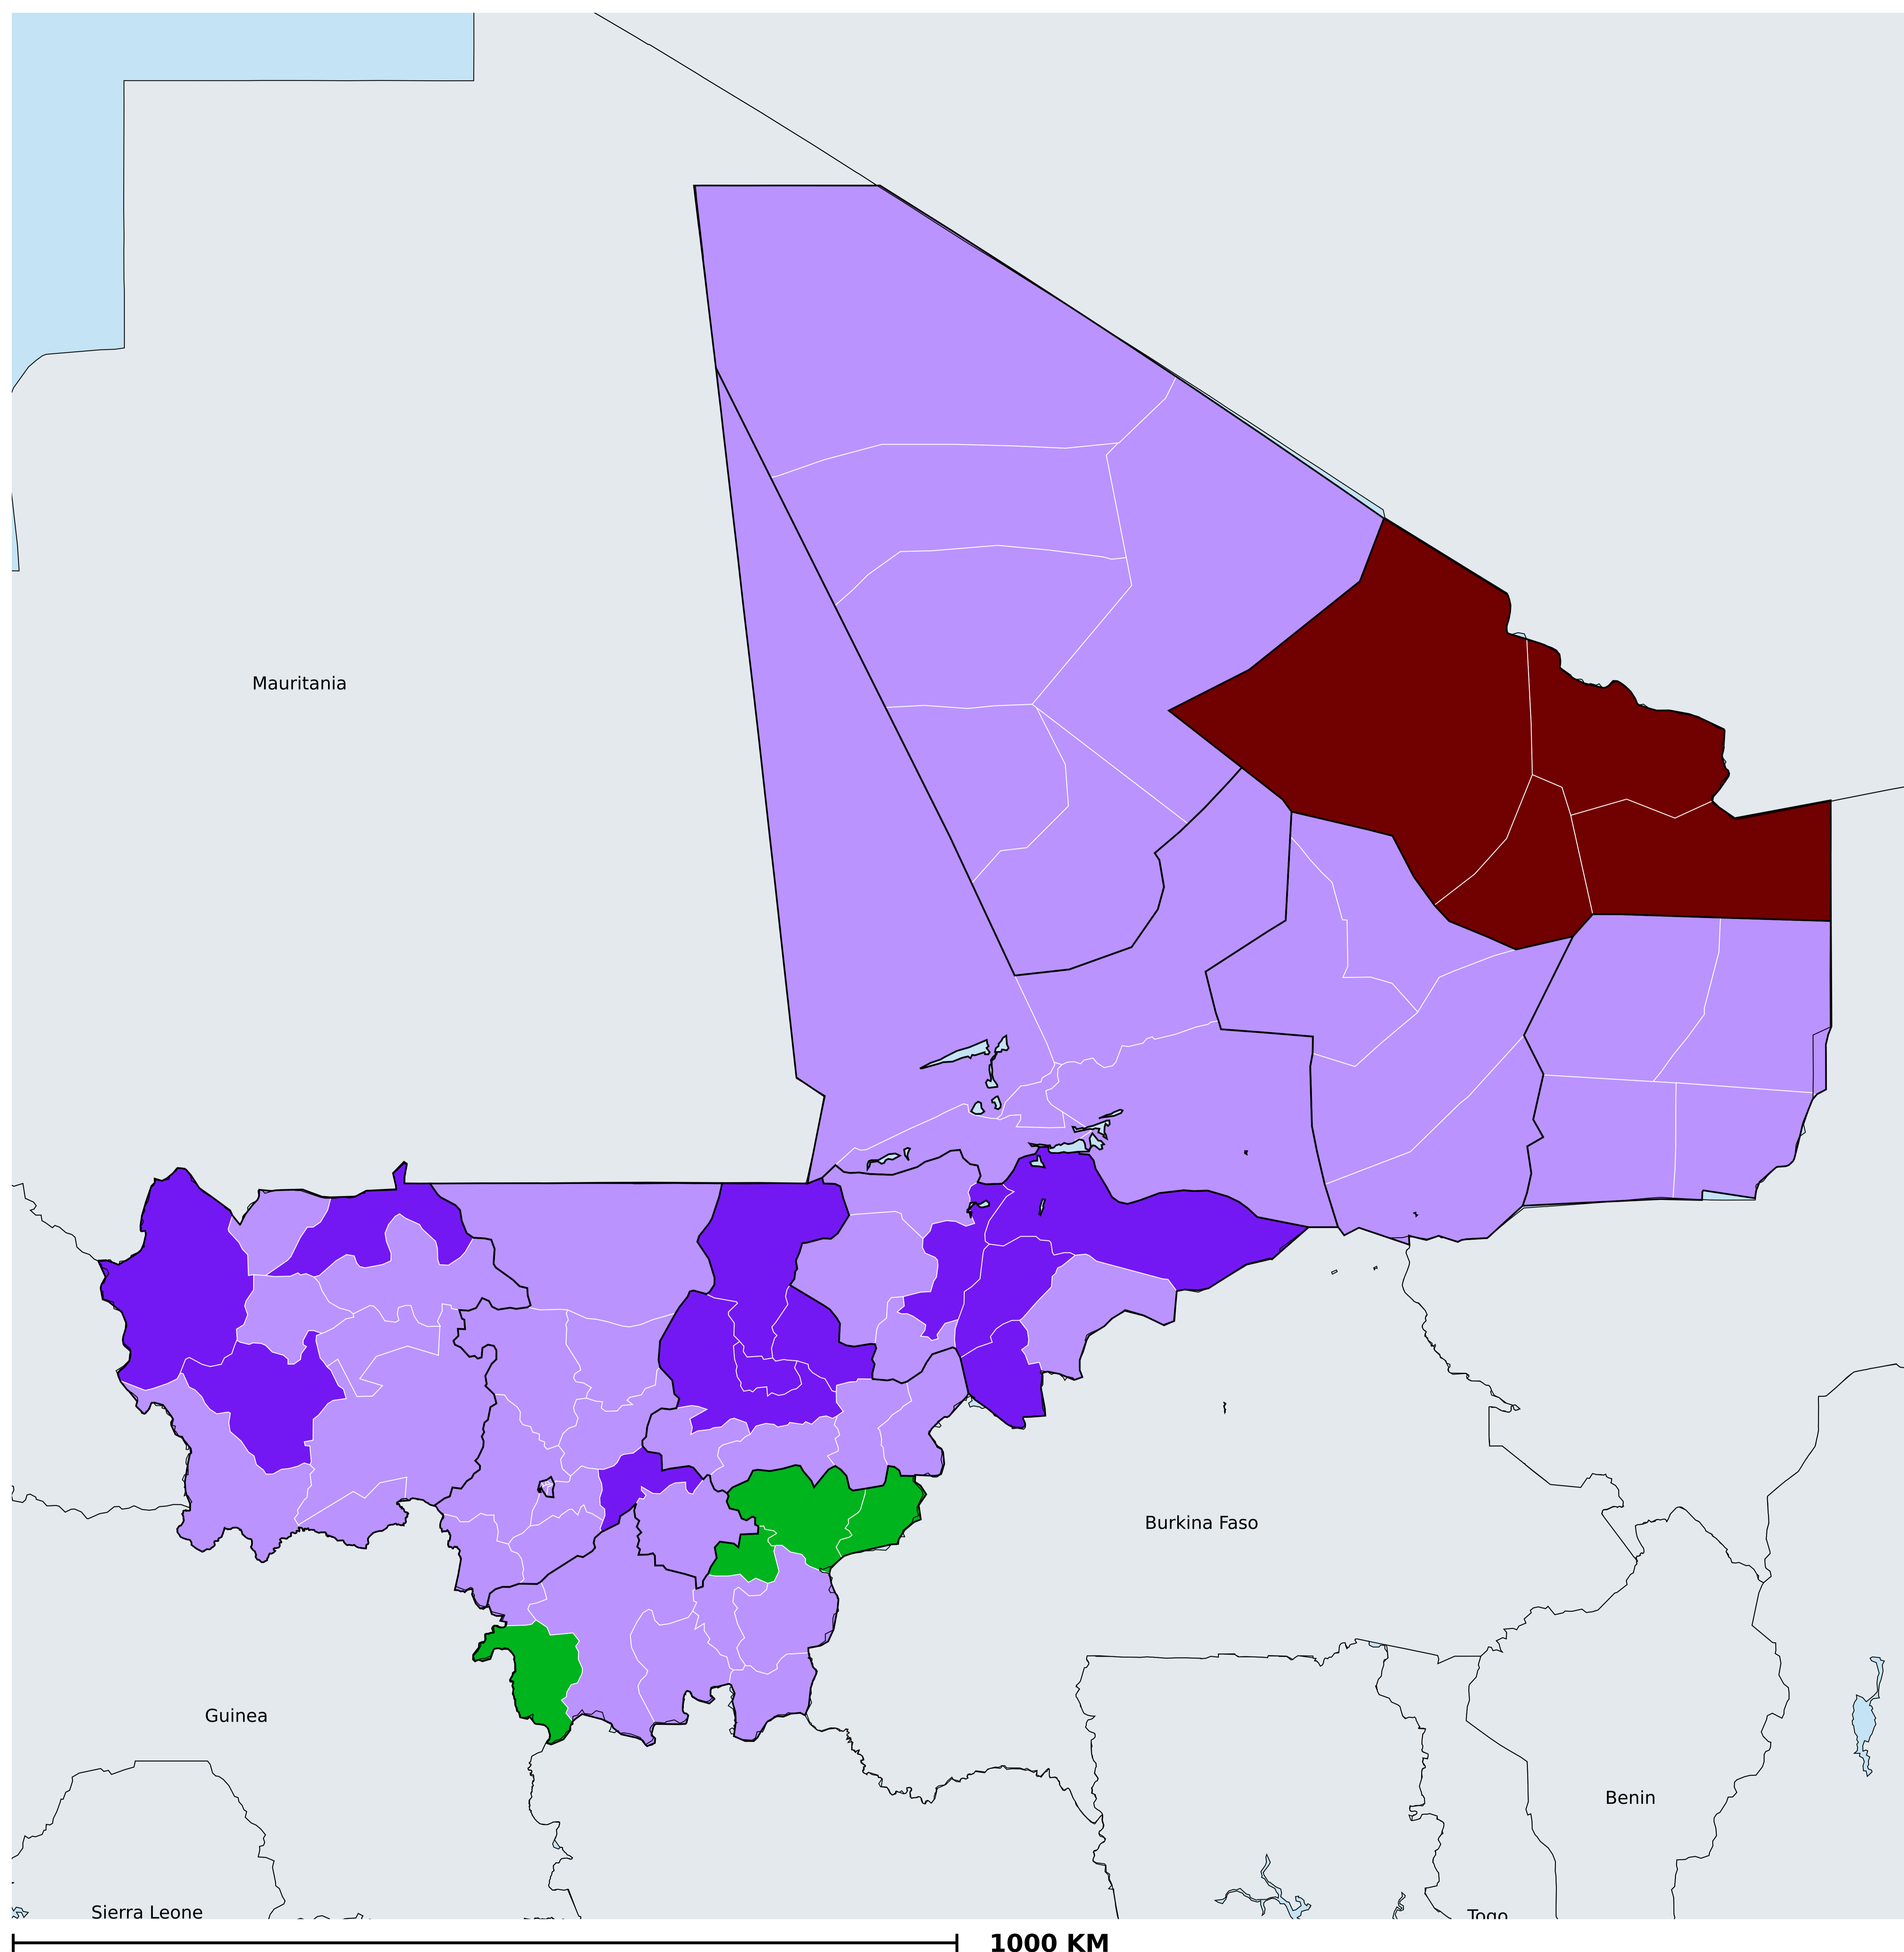 Mauritania
Burkina Faso
Guinea
Benin
Sierra Leone
Togo
1000 KM